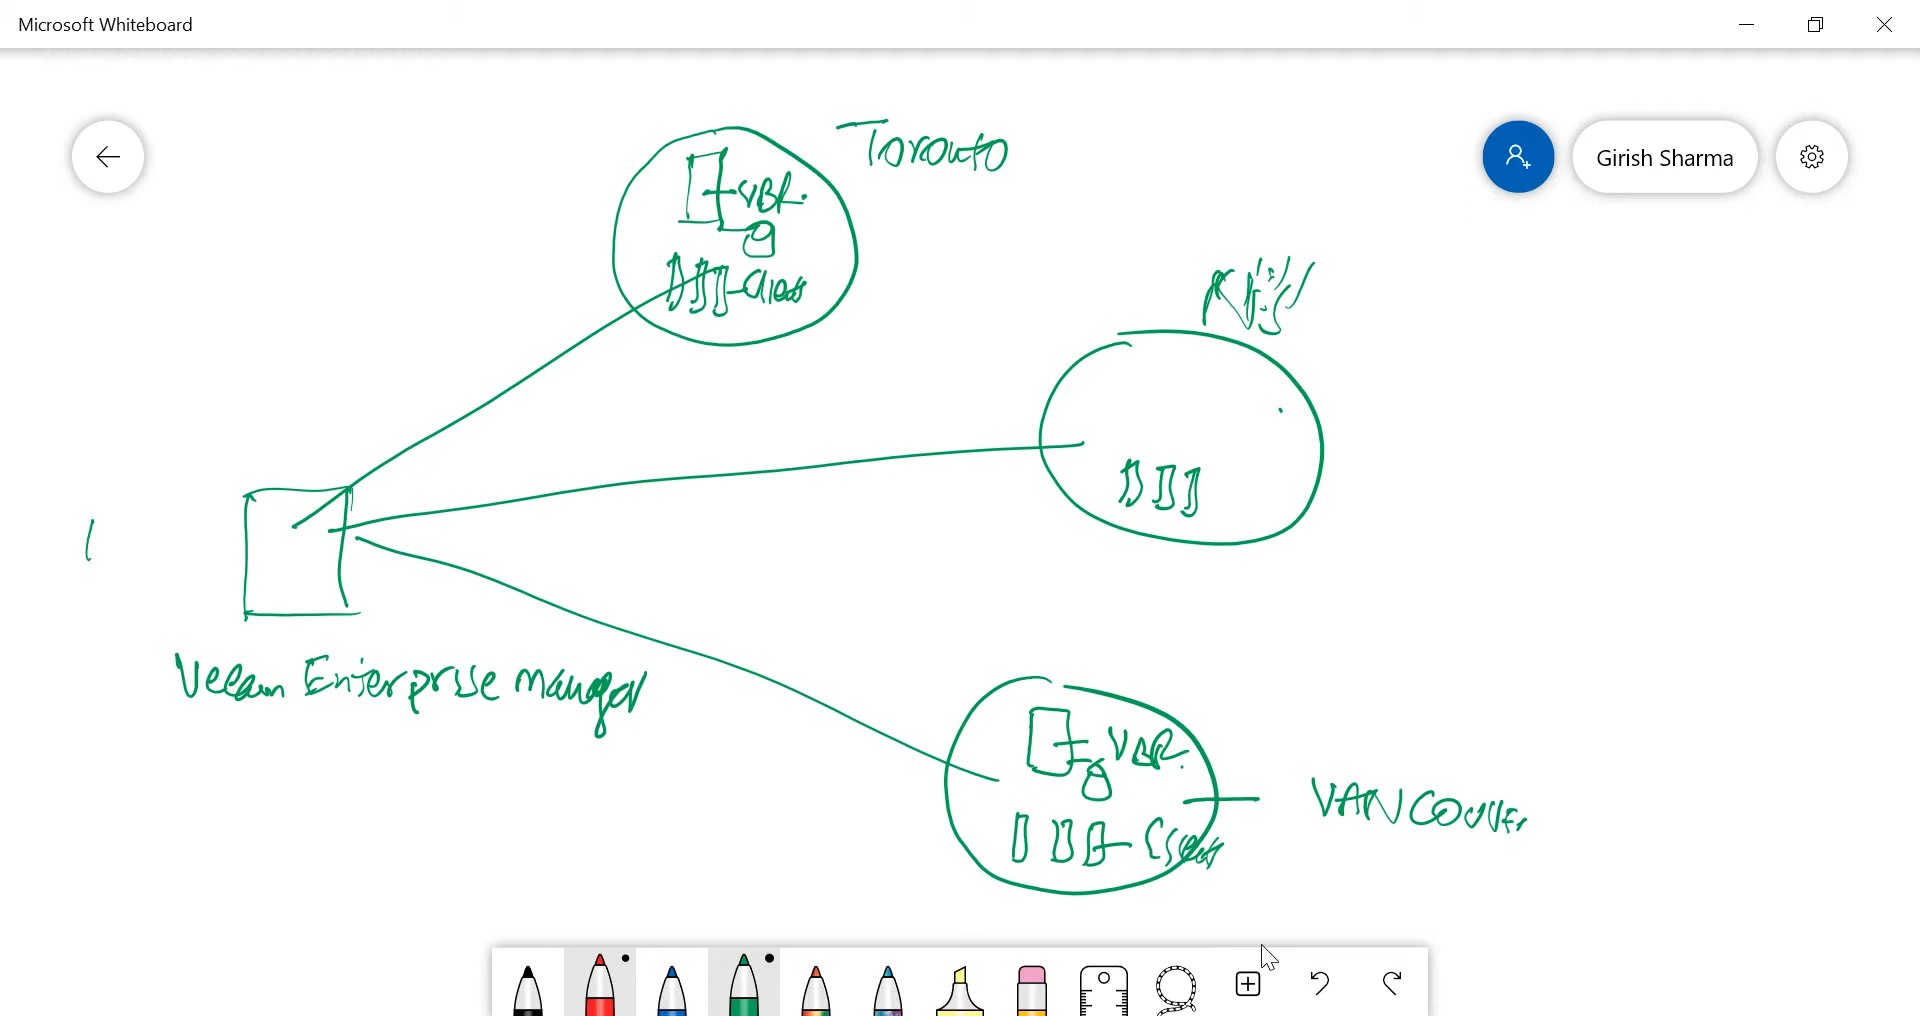 Microsoft Whiteboard
Toronto
Girish Sharma
VBR.
Veeam Enterprise manager
VBR.
VANCOUVER